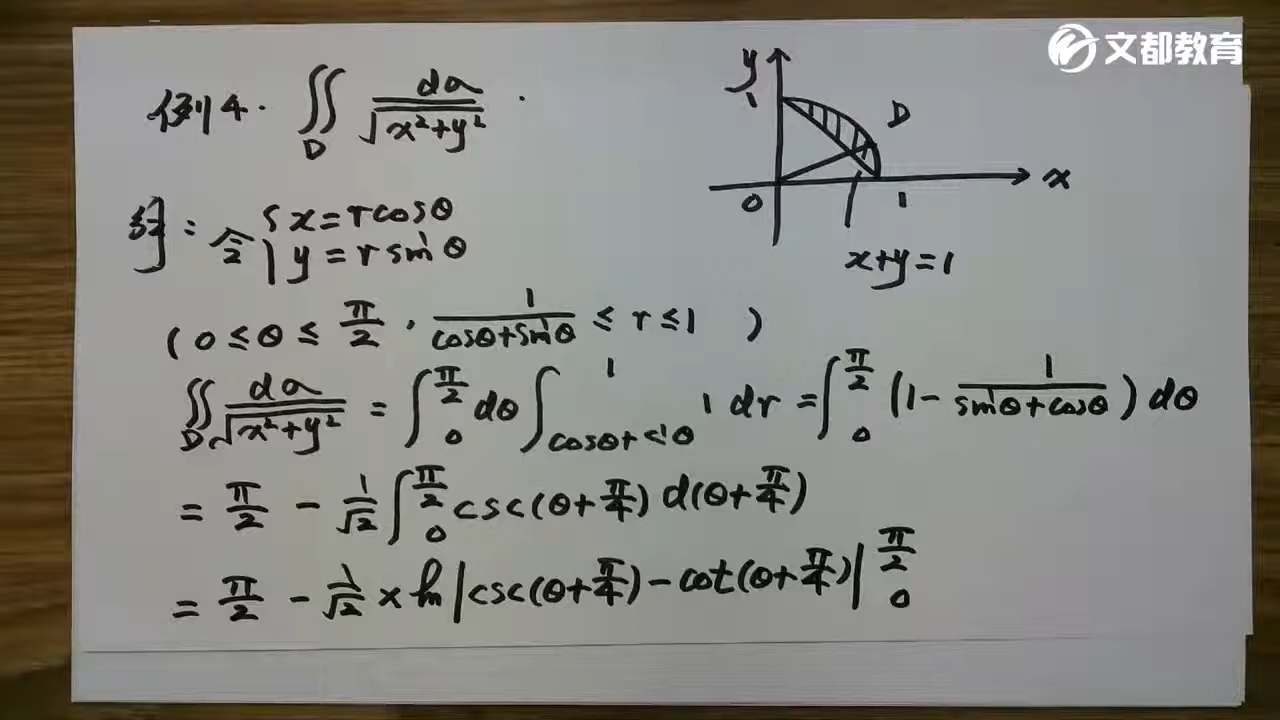 文都教育
例4. ∬_D dσ/√(x²+y²).
y
1
D
0
1
x
x+y=1
解: 令 { x=rcosθ
y=rsinθ
(0≤θ≤π/2, 1/(cosθ+sinθ) ≤r≤1)
∬_D dσ/√(x²+y²) = ∫_0^{π/2} dθ ∫_{cosθ+sinθ}^{1} 1 dr = ∫_0^{π/2} (1- 1/(sinθ+cosθ)) dθ
= π/2 - 1/√2 ∫_0^{π/2} csc(θ+π/4) d(θ+π/4)
= π/2 - 1/√2 × ln|csc(θ+π/4)-cot(θ+π/4)| |_0^{π/2}